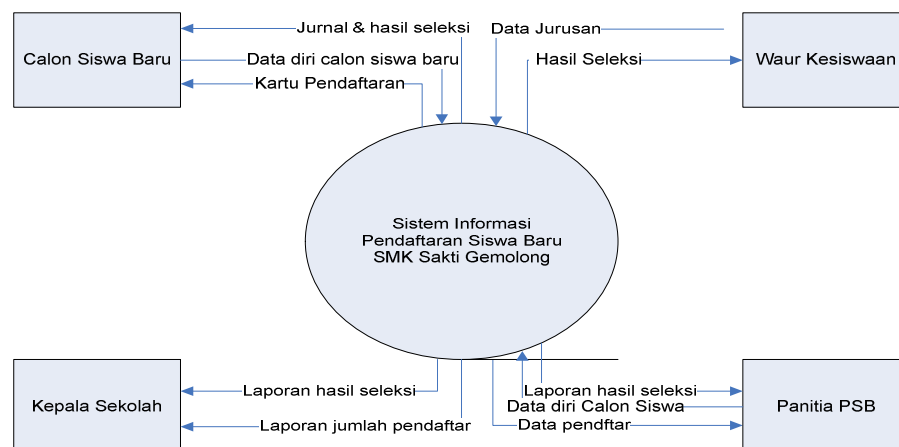 Jurnal & hasil seleksi
Data Jurusan
Calon Siswa Baru
Data diri calon siswa baru
Hasil Seleksi
Waur Kesiswaan
Kartu Pendaftaran
Sistem Informasi
Pendaftaran Siswa Baru
SMK Sakti Gemolong
Laporan hasil seleksi
Laporan hasil seleksi
Kepala Sekolah
Data diri Calon Siswa
Panitia PSB
Laporan jumlah pendaftar
Data pendftar